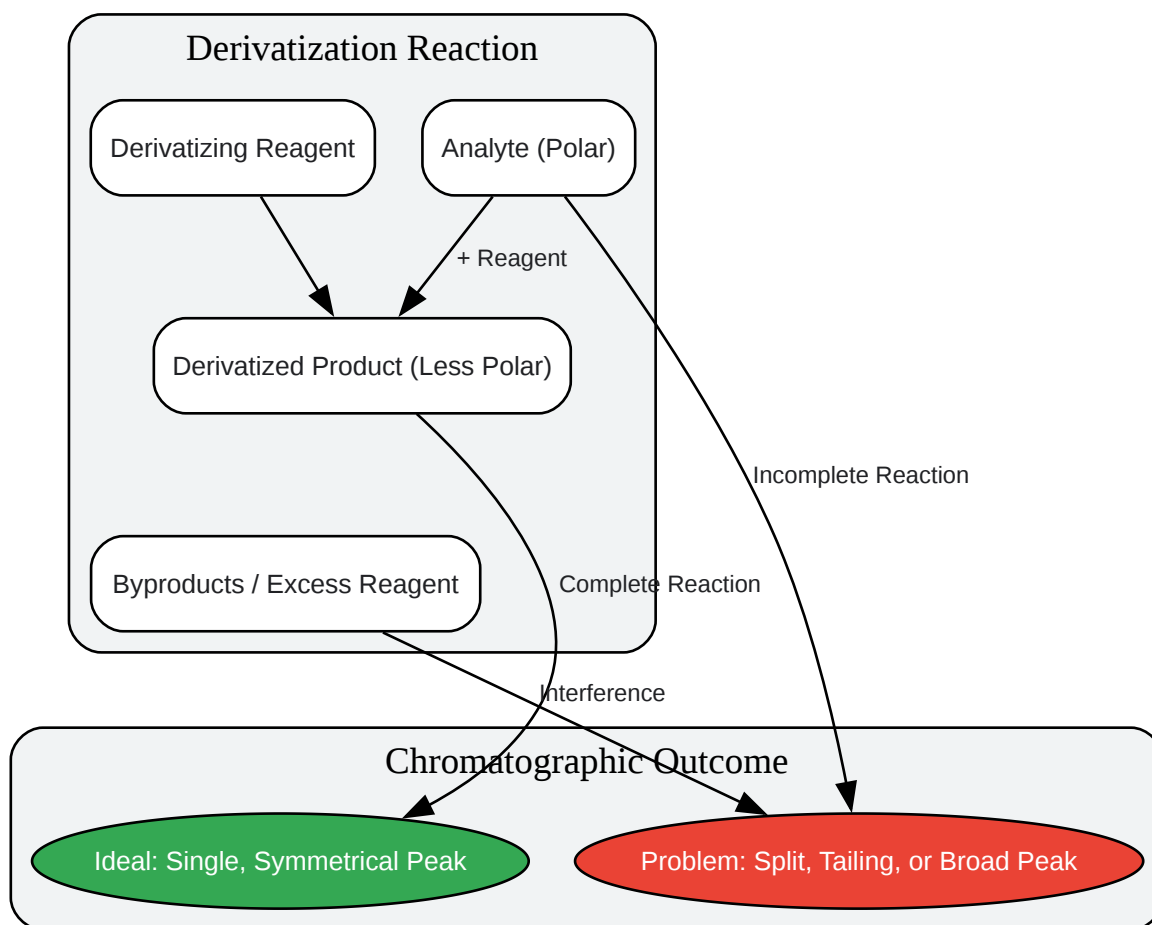 Derivatization Reaction
Derivatizing Reagent
Analyte (Polar)
+ Reagent
Derivatized Product (Less Polar)
Incomplete Reaction
Byproducts / Excess Reagent
Complete Reaction
Interference
Chromatographic Outcome
Ideal: Single, Symmetrical Peak
Problem: Split, Tailing, or Broad Peak